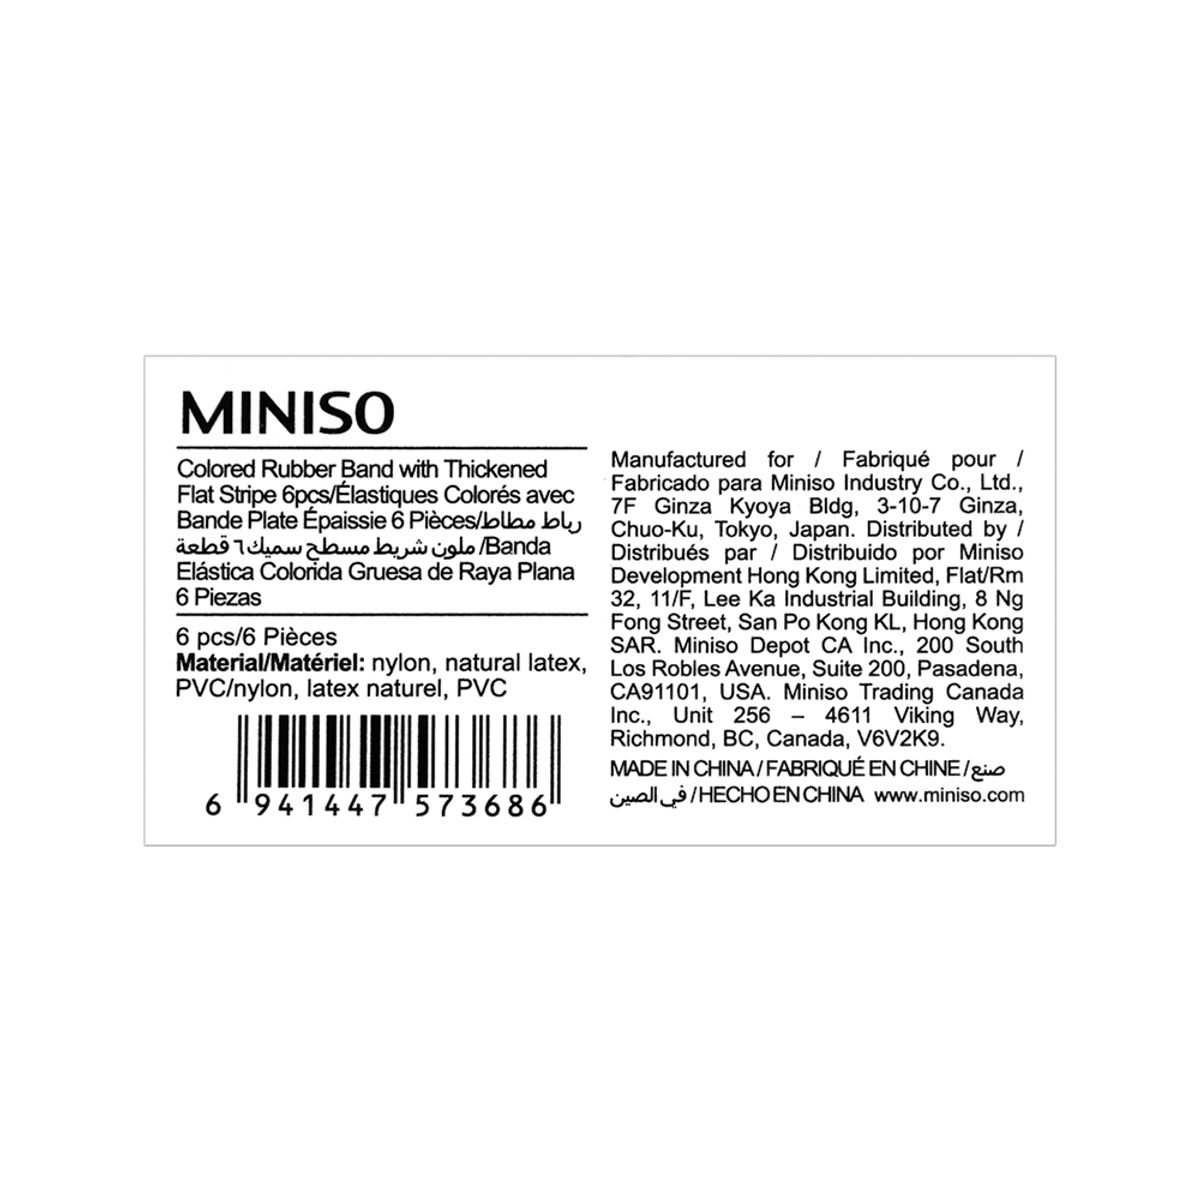 MINISO
Colored Rubber Band with Thickened
Flat Stripe 6pcs/Élastiques Colorés avec
Bande Plate Épaissie 6 Pièces/رباط مطاط
ملون شريط مسطح سميك٦ قطعة/Banda
Elástica Colorida Gruesa de Raya Plana
6 Piezas
6 pcs/6 Pièces
Material/Matériel: nylon, natural latex,
PVC/nylon, latex naturel, PVC
6 941447 573686
Manufactured for / Fabriqué pour /
Fabricado para Miniso Industry Co., Ltd.,
7F Ginza Kyoya Bldg, 3-10-7 Ginza,
Chuo-Ku, Tokyo, Japan. Distributed by /
Distribués par / Distribuido por Miniso
Development Hong Kong Limited, Flat/Rm
32, 11/F, Lee Ka Industrial Building, 8 Ng
Fong Street, San Po Kong KL, Hong Kong
SAR. Miniso Depot CA Inc., 200 South
Los Robles Avenue, Suite 200, Pasadena,
CA91101, USA. Miniso Trading Canada
Inc., Unit 256 – 4611 Viking Way,
Richmond, BC, Canada, V6V2K9.
MADE IN CHINA / FABRIQUÉ EN CHINE / صنع
في الصين / HECHO EN CHINA www.miniso.com